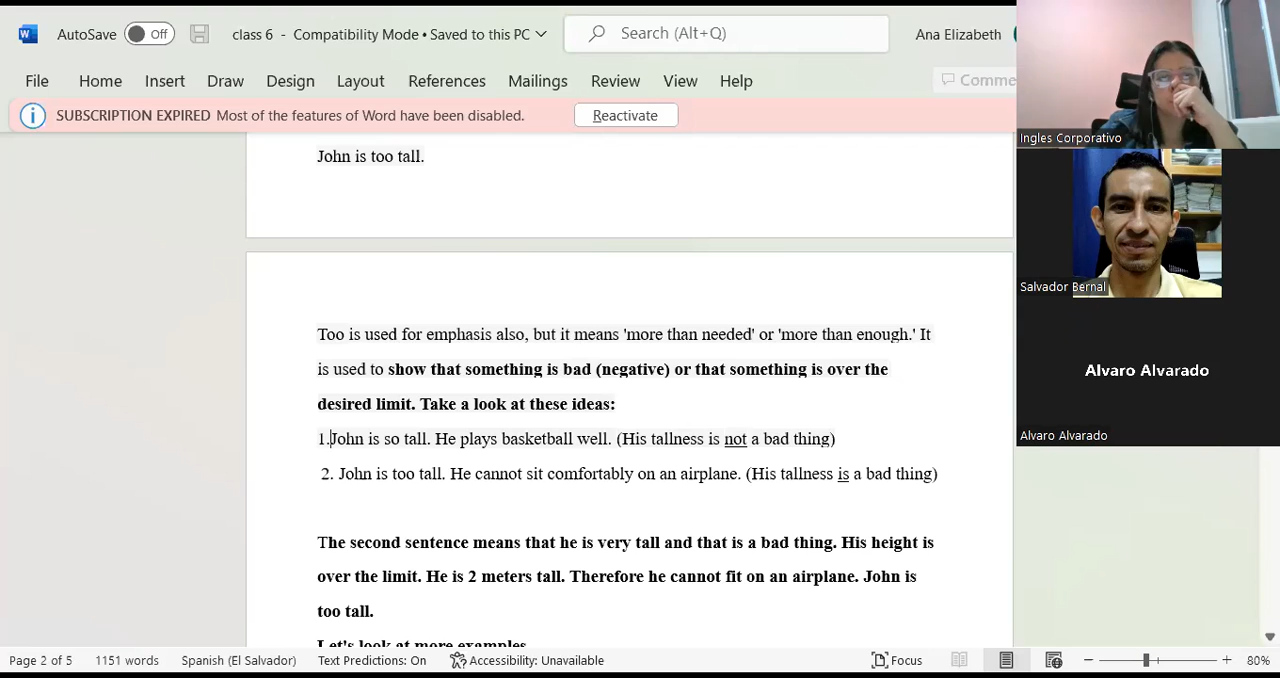 AutoSave Off class 6 - Compatibility Mode • Saved to this PC Search (Alt+Q) Ana Elizabeth
File Home Insert Draw Design Layout References Mailings Review View Help Comme
SUBSCRIPTION EXPIRED Most of the features of Word have been disabled. Reactivate
Ingles Corporativo
John is too tall.
Salvador Bernal
Too is used for emphasis also, but it means 'more than needed' or 'more than enough.' It
is used to show that something is bad (negative) or that something is over the
desired limit. Take a look at these ideas:
Alvaro Alvarado
Alvaro Alvarado
1.John is so tall. He plays basketball well. (His tallness is not a bad thing)
2. John is too tall. He cannot sit comfortably on an airplane. (His tallness is a bad thing)
The second sentence means that he is very tall and that is a bad thing. His height is
over the limit. He is 2 meters tall. Therefore he cannot fit on an airplane. John is
too tall.
Let's look at more examples
Page 2 of 5 1151 words Spanish (El Salvador) Text Predictions: On Accessibility: Unavailable Focus 80%